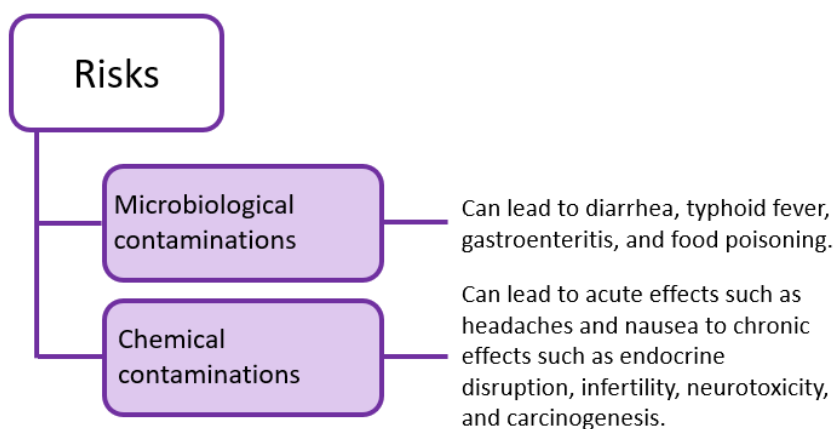 Risks
Microbiological
contaminations
Can lead to diarrhea, typhoid fever,
gastroenteritis, and food poisoning.
Chemical
contaminations
Can lead to acute effects such as
headaches and nausea to chronic
effects such as endocrine
disruption, infertility, neurotoxicity,
and carcinogenesis.